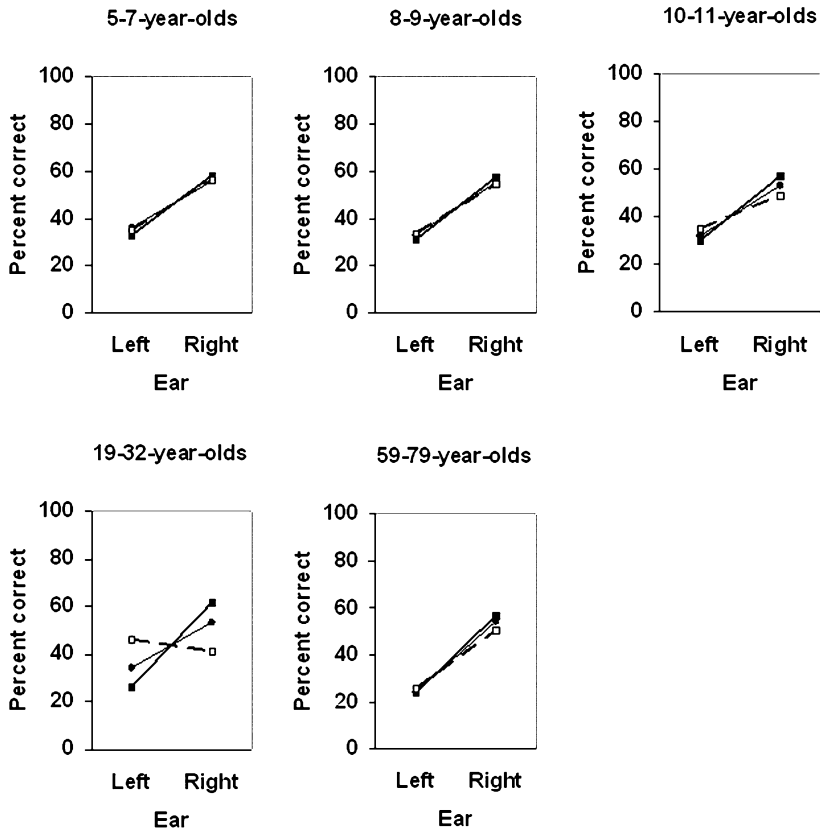 5-7-year-olds
Percent correct
100
80
60
40
20
0
Left Right
Ear
8-9-year-olds
Percent correct
100
80
60
40
20
0
Left Right
Ear
10-11-year-olds
Percent correct
100
80
60
40
20
0
Left Right
Ear
19-32-year-olds
Percent correct
100
80
60
40
20
0
Left Right
Ear
59-79-year-olds
Percent correct
100
80
60
40
20
0
Left Right
Ear